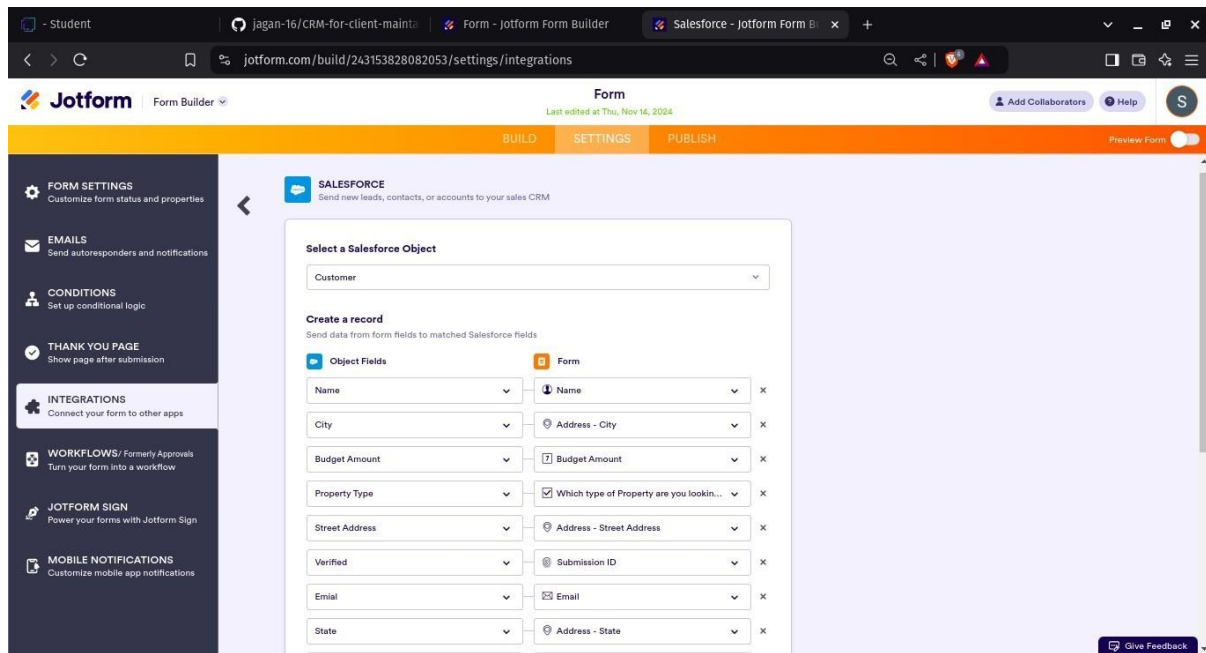 - Student
jagan-16/CRM-for-client-mainta
Form - Jotform Form Builder
Salesforce - Jotform Form Bu
jotform.com/build/243153828082053/settings/integrations
Jotform
Form Builder
Form
Last edited at Thu, Nov 14, 2024
Add Collaborators
Help
S
BUILD
SETTINGS
PUBLISH
Preview Form
FORM SETTINGS
Customize form status and properties
EMAILS
Send autoresponders and notifications
CONDITIONS
Set up conditional logic
THANK YOU PAGE
Show page after submission
INTEGRATIONS
Connect your form to other apps
WORKFLOWS/ Formerly Approvals
Turn your form into a workflow
JOTFORM SIGN
Power your forms with Jotform Sign
MOBILE NOTIFICATIONS
Customize mobile app notifications
SALESFORCE
Send new leads, contacts, or accounts to your sales CRM
Select a Salesforce Object
Customer
Create a record
Send data from form fields to matched Salesforce fields
Object Fields Form
Name Name
City Address - City
Budget Amount 7 Budget Amount
Property Type Which type of Property are you lookin...
Street Address Address - Street Address
Verified Submission ID
Emial Email
State Address - State
Give Feedback